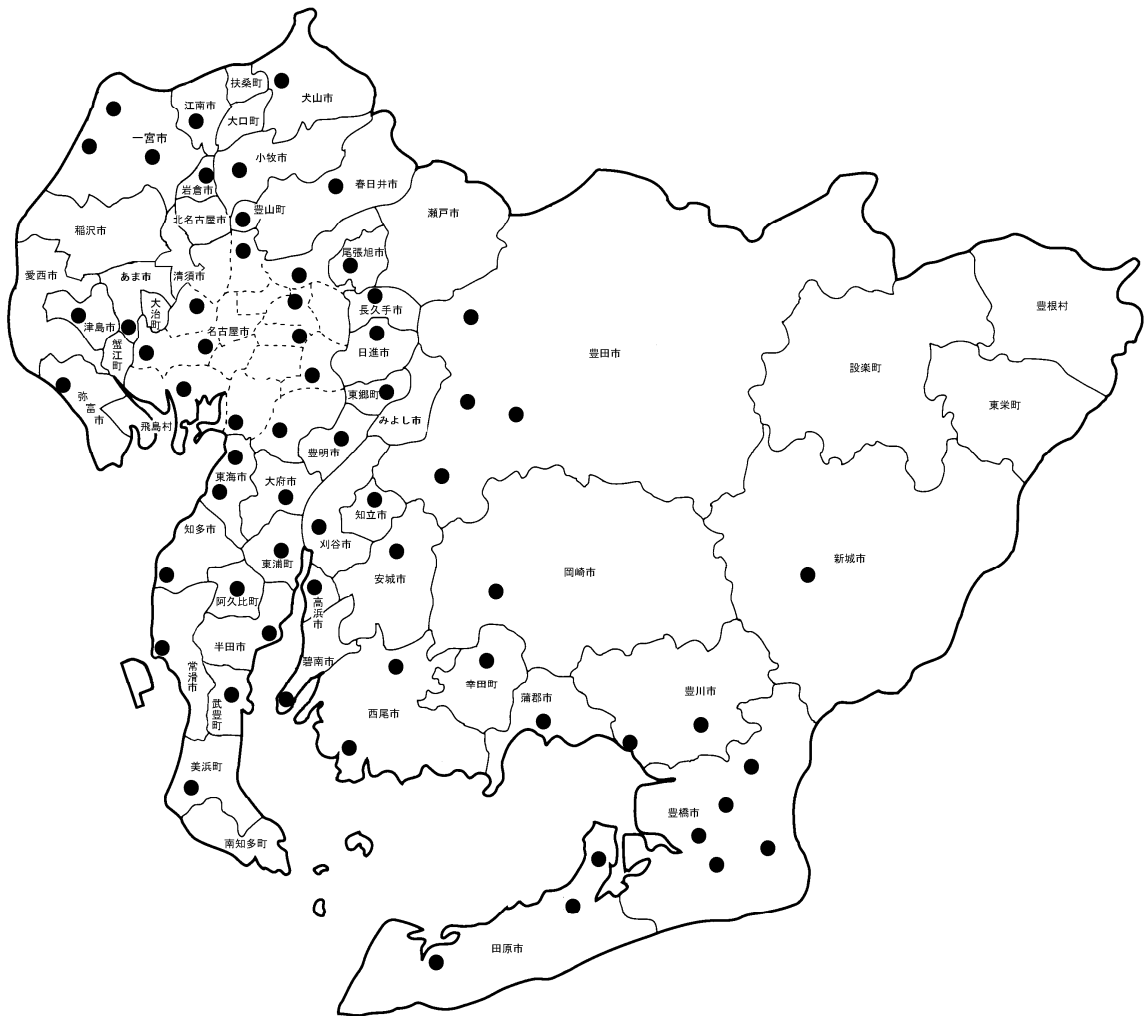 扶桑町
犬山市
江南市
大口町
一宮市
小牧市
岩倉市
春日井市
豊山町
瀬戸市
北名古屋市
稲沢市
尾張旭市
愛西市
あま市
清須市
大治町
長久手市
豊根村
津島市
名古屋市
蟹江町
日進市
豊田市
設楽町
東郷町
弥富市
飛島村
みよし市
東栄町
豊明市
東海市
大府市
知立市
知多市
刈谷市
東浦町
安城市
岡崎市
新城市
阿久比町
高浜市
半田市
碧南市
常滑市
幸田町
豊川市
蒲郡市
武豊町
西尾市
美浜町
豊橋市
南知多町
田原市